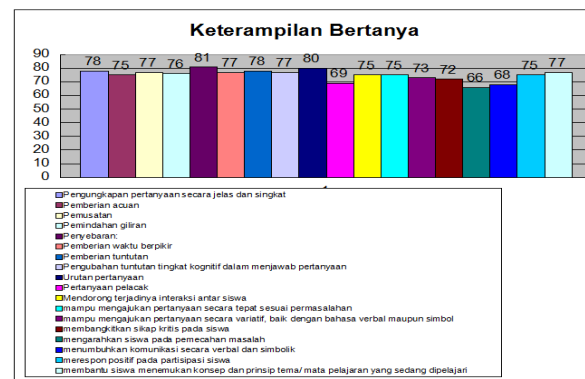 Keterampilan Bertanya
90
80
70
60
50
40
30
20
10
0
78 75 77 76 81 77 78 77 80 69 75 75 73 72 66 68 75 77
Pengungkapan pertanyaan secara jelas dan singkat
Pemberian acuan
Pemusatan
Pemindahan giliran
Penyebaran:
Pemberian waktu berpikir
Pemberian tuntutan
Pengubahan tuntutan tingkat kognitif dalam menjawab pertanyaan
Urutan pertanyaan
Pertanyaan pelacak
Mendorong terjadinya interaksi antar siswa
mampu mengajukan pertanyaan secara tepat sesuai permasalahan
mampu mengajukan pertanyaan secara variatif, baik dengan bahasa verbal maupun simbol
membangkitkan sikap kritis pada siswa
mengarahkan siswa pada pemecahan masalah
menumbuhkan komunikasi secara verbal dan simbolik
merespon positif pada partisipasi siswa
membantu siswa menemukan konsep dan prinsip tema/ mata pelajaran yang sedang dipelajari